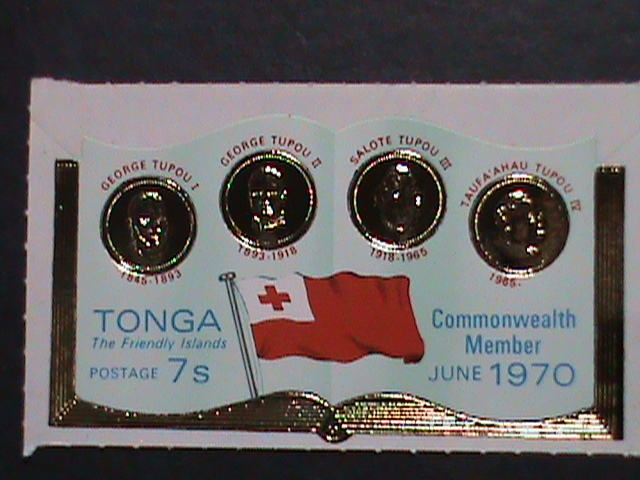 GEORGE TUPOU I
1845-1893
GEORGE TUPOU II
1893-1918
SALOTE TUPOU III
1918-1965
TAUFA'AHAU TUPOU IV
1965-
TONGA
The Friendly Islands
POSTAGE 7s
Commonwealth
Member
JUNE 1970